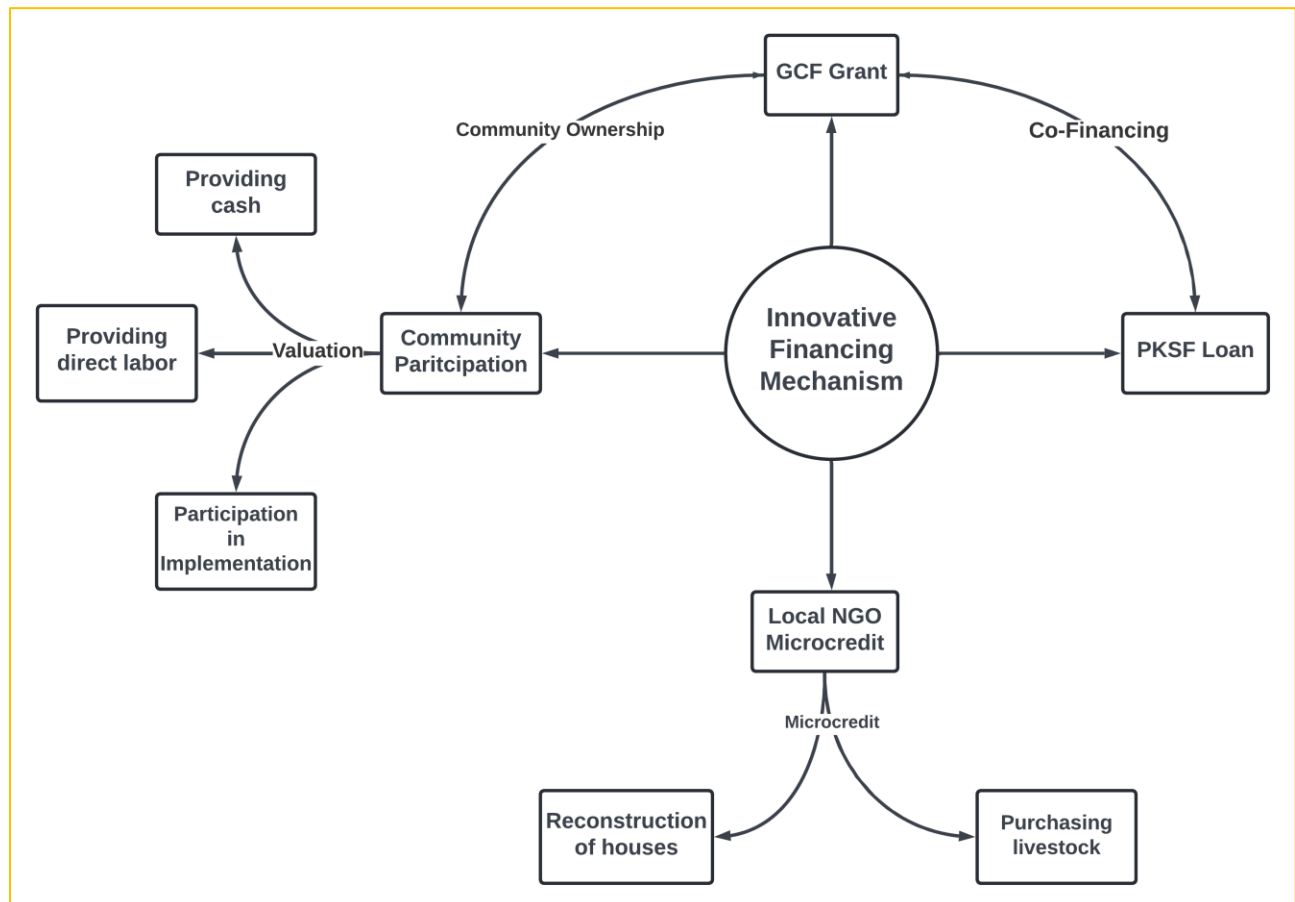 GCF Grant
Community Ownership
Co-Financing
Providing
cash
Innovative
Financing
Mechanism
Providing
direct labor
Valuation
Community
Paritcipation
PKSF Loan
Participation
in
Implementation
Local NGO
Microcredit
Microcredit
Reconstruction
of houses
Purchasing
livestock